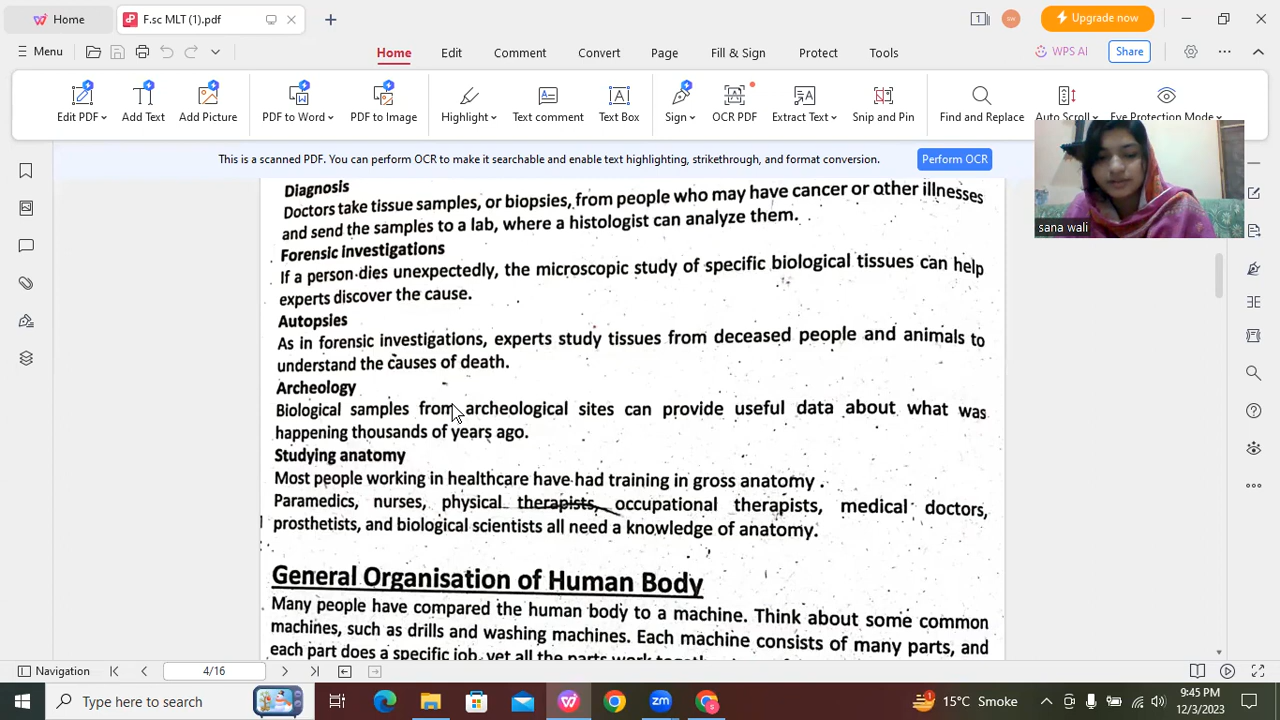 Home
F.sc MLT (1).pdf
1
sw
Upgrade now
Menu
Home
Edit
Comment
Convert
Page
Fill & Sign
Protect
Tools
WPS AI
Share
Edit PDF
Add Text
Add Picture
PDF to Word
PDF to Image
Highlight
Text comment
Text Box
Sign
OCR PDF
Extract Text
Snip and Pin
Find and Replace
Auto Scroll
Eye Protection Mode
This is a scanned PDF. You can perform OCR to make it searchable and enable text highlighting, strikethrough, and format conversion.
Perform OCR
sana wali
Diagnosis
Doctors take tissue samples, or biopsies, from people who may have cancer or other illnesses
and send the samples to a lab, where a histologist can analyze them.
Forensic investigations
If a person dies unexpectedly, the microscopic study of specific biological tissues can help
experts discover the cause.
Autopsies
As in forensic investigations, experts study tissues from deceased people and animals to
understand the causes of death.
Archeology
Biological samples from archeological sites can provide useful data about what was
happening thousands of years ago.
Studying anatomy
Most people working in healthcare have had training in gross anatomy .
Paramedics, nurses, physical therapists, occupational therapists, medical doctors,
prosthetists, and biological scientists all need a knowledge of anatomy.
General Organisation of Human Body
Many people have compared the human body to a machine. Think about some common
machines, such as drills and washing machines. Each machine consists of many parts, and
each part does a specific job, yet all the parts work
Navigation
4/16
Type here to search
15°C Smoke
9:45 PM
12/3/2023